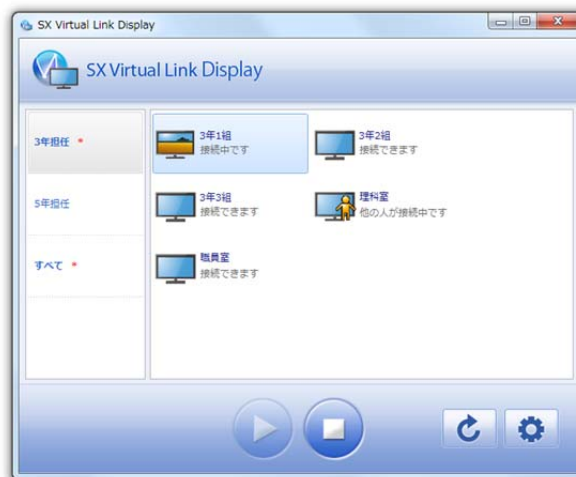 SX Virtual Link Display
SX Virtual Link Display
3年担任 *
5年担任
すべて *
3年1組
接続中です
3年2組
接続できます
3年3組
接続できます
理科室
他の人が接続中です
職員室
接続できます